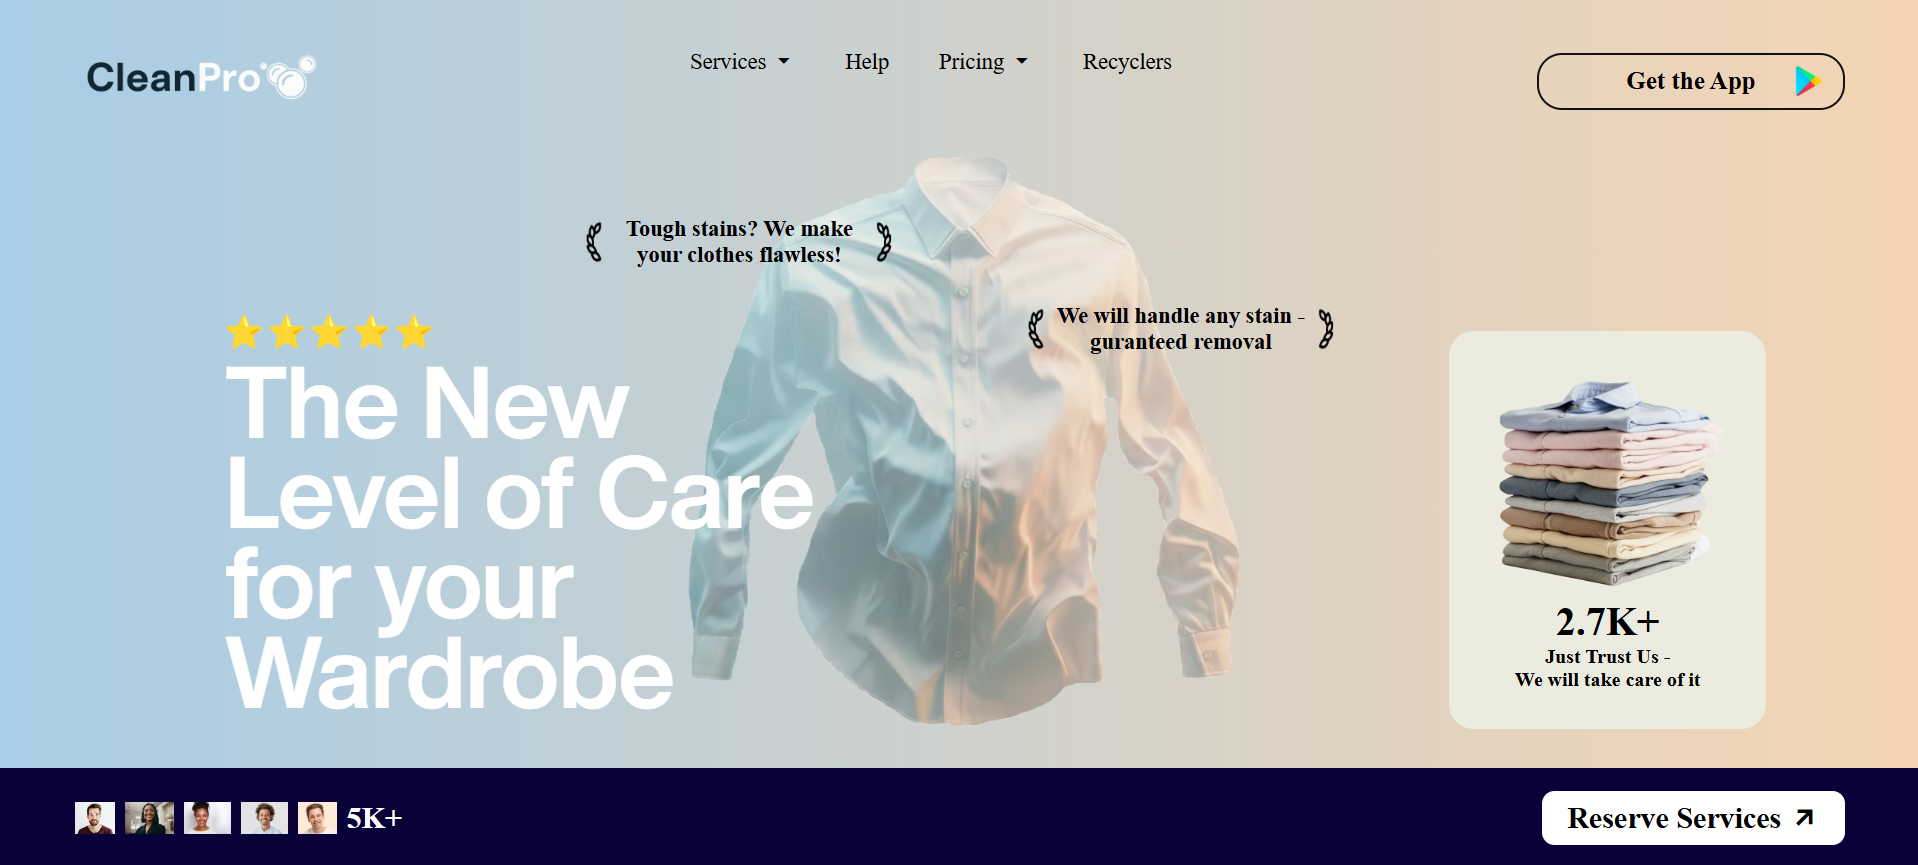 CleanPro
Services
Help
Pricing
Recyclers
Get the App
Tough stains? We make
your clothes flawless!
We will handle any stain -
guranteed removal
The New
Level of Care
for your
Wardrobe
2.7K+
Just Trust Us -
We will take care of it
5K+
Reserve Services